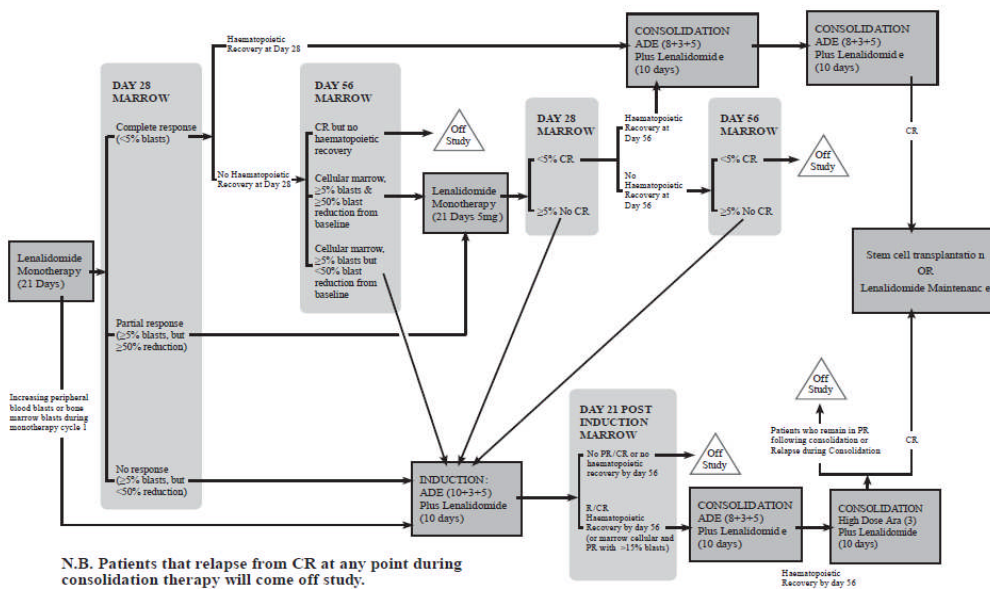 Haematopoietic
Recovery at Day 28
CONSOLIDATION
ADE (8+3+5)
Plus Lenalidomid e
(10 days)
CONSOLIDATION
ADE (8+3+5)
Plus Lenalidomid e
(10 days)
DAY 28
MARROW
Complete response
(<5% blasts)
No Haematopoietic
Recovery at Day 28
DAY 56
MARROW
CR but no
haematopoietic
recovery
Off
Study
Cellular marrow,
≥5% blasts &
≥50% blast
reduction from
baseline
Cellular marrow,
≥5% blasts but
<50% blast
reduction from
baseline
Lenalidomide
Monotherapy
(21 Days 5mg)
DAY 28
MARROW
<5% CR
≥5% No CR
Haematopoietic
Recovery at
Day 56
No
Haematopoietic
Recovery at
Day 56
DAY 56
MARROW
<5% CR
≥5% No CR
Off
Study
CR
Lenalidomide
Monotherapy
(21 Days)
Stem cell transplantatio n
OR
Lenalidomide Maintenanc e
Partial response
(≥5% blasts, but
≥50% reduction)
Increasing peripheral
blood blasts or bone
marrow blasts during
monotherapy cycle 1
No response
(≥5% blasts, but
<50% reduction)
INDUCTION:
ADE (10+3+5)
Plus Lenalidomide
(10 days)
DAY 21 POST
INDUCTION
MARROW
No PR/CR or no
haematopoietic
recovery by day 56
Off
Study
R/CR
Haematopoietic
Recovery by day 56
(or marrow cellular and
PR with >15% blasts)
CONSOLIDATION
ADE (8+3+5)
Plus Lenalidomid e
(10 days)
Haematopoietic
Recovery by day 56
CONSOLIDATION
High Dose Ara (3)
Plus Lenalidomide
(10 days)
Off
Study
Patients who remain in PR
following consolidation or
Relapse during Consolidation
CR
N.B. Patients that relapse from CR at any point during
consolidation therapy will come off study.